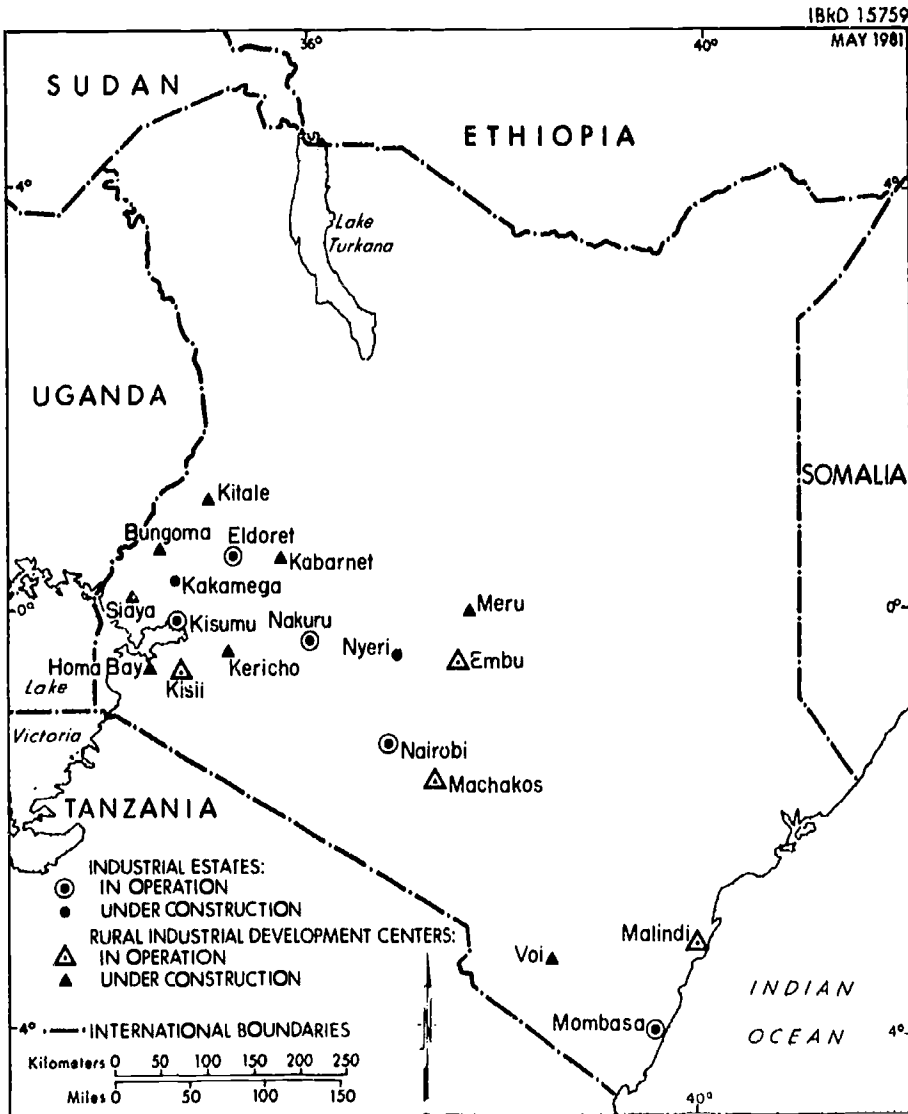 IBRD 15759
MAY 1981
36°
40°
SUDAN
ETHIOPIA
4°
4°
Lake
Turkana
UGANDA
SOMALIA
Kitale
Bungoma
Eldoret
Kabarnet
Kakamega
Siaya
Meru
0°
0°
Kisumu
Nakuru
Nyeri
Embu
Homa Bay
Kericho
Kisii
Lake
Victoria
Nairobi
Machakos
TANZANIA
INDUSTRIAL ESTATES:
IN OPERATION
UNDER CONSTRUCTION
RURAL INDUSTRIAL DEVELOPMENT CENTERS:
IN OPERATION
UNDER CONSTRUCTION
Malindi
Voi
INDIAN
OCEAN
Mombasa
4°
INTERNATIONAL BOUNDARIES
4°
Kilometers 0 50 100 150 200 250
Miles 0 50 100 150
40°